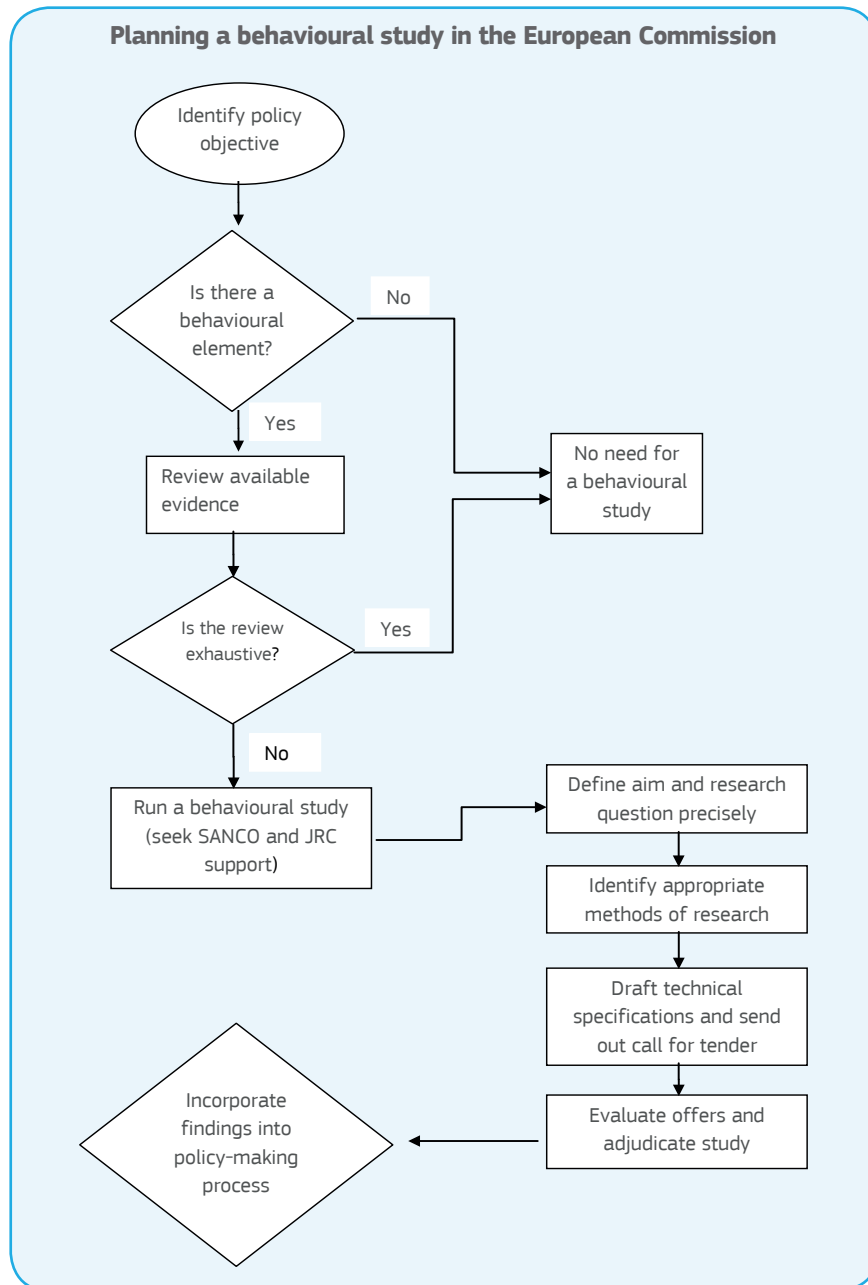 Planning a behavioural study in the European Commission
Identify policy
objective
Is there a
behavioural
element?
No
Yes
Review available
evidence
No need for
a behavioural
study
Is the review
exhaustive?
Yes
No
Run a behavioural study
(seek SANCO and JRC
support)
Define aim and research
question precisely
Identify appropriate
methods of research
Draft technical
specifications and send
out call for tender
Evaluate offers and
adjudicate study
Incorporate
findings into
policy-making
process